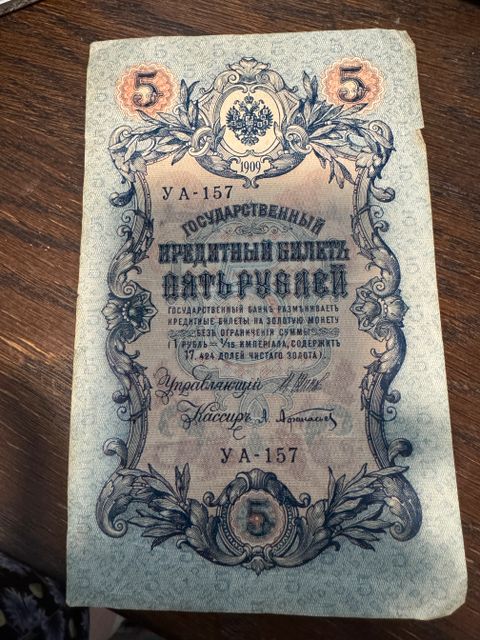 5 5
1909
УА-157
ГОСУДАРСТВЕННЫЙ
КРЕДИТНЫЙ БИЛЕТЪ
ПЯТЬ РУБЛЕЙ
ГОСУДАРСТВЕННЫЙ БАНКЪ РАЗМѢНИВАЕТЪ
КРЕДИТНЫЕ БИЛЕТЫ НА ЗОЛОТУЮ МОНЕТУ
БЕЗЪ ОГРАНИЧЕНІЯ СУММЫ
(1 РУБЛЬ = 1/15 ИМПЕРІАЛА, СОДЕРЖИТЪ
17,424 ДОЛЕЙ ЧИСТАГО ЗОЛОТА).
Управляющій
Кассиръ
УА-157
5